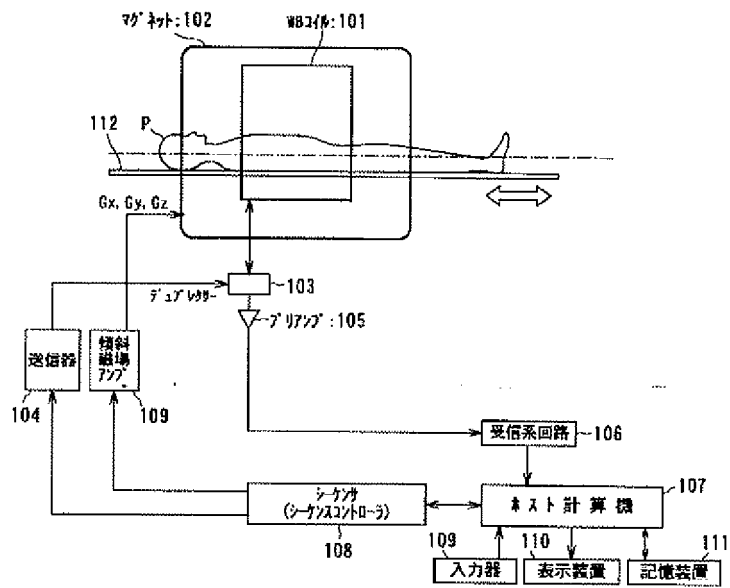 マグネット:102
WBコイル:101
112
P
Gx, Gy, Gz
デュプレクサー
103
プリアンプ:105
送信器
104
傾斜
磁場
アンプ
109
受信系回路
106
シーケンサ
(シーケンスコントローラ)
108
ホスト計算機
107
109
入力器
110
表示装置
111
記憶装置